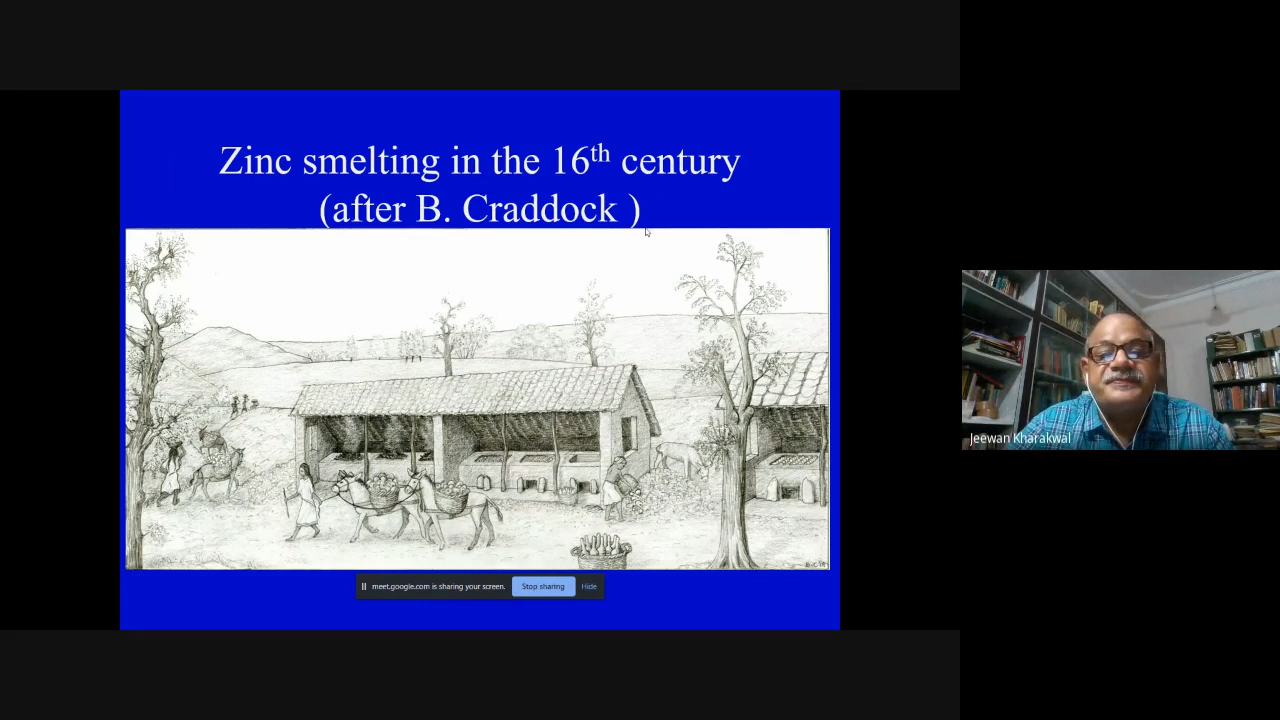 Zinc smelting in the 16th century
(after B. Craddock )
meet.google.com is sharing your screen. Stop sharing Hide
Jeewan Kharakwal